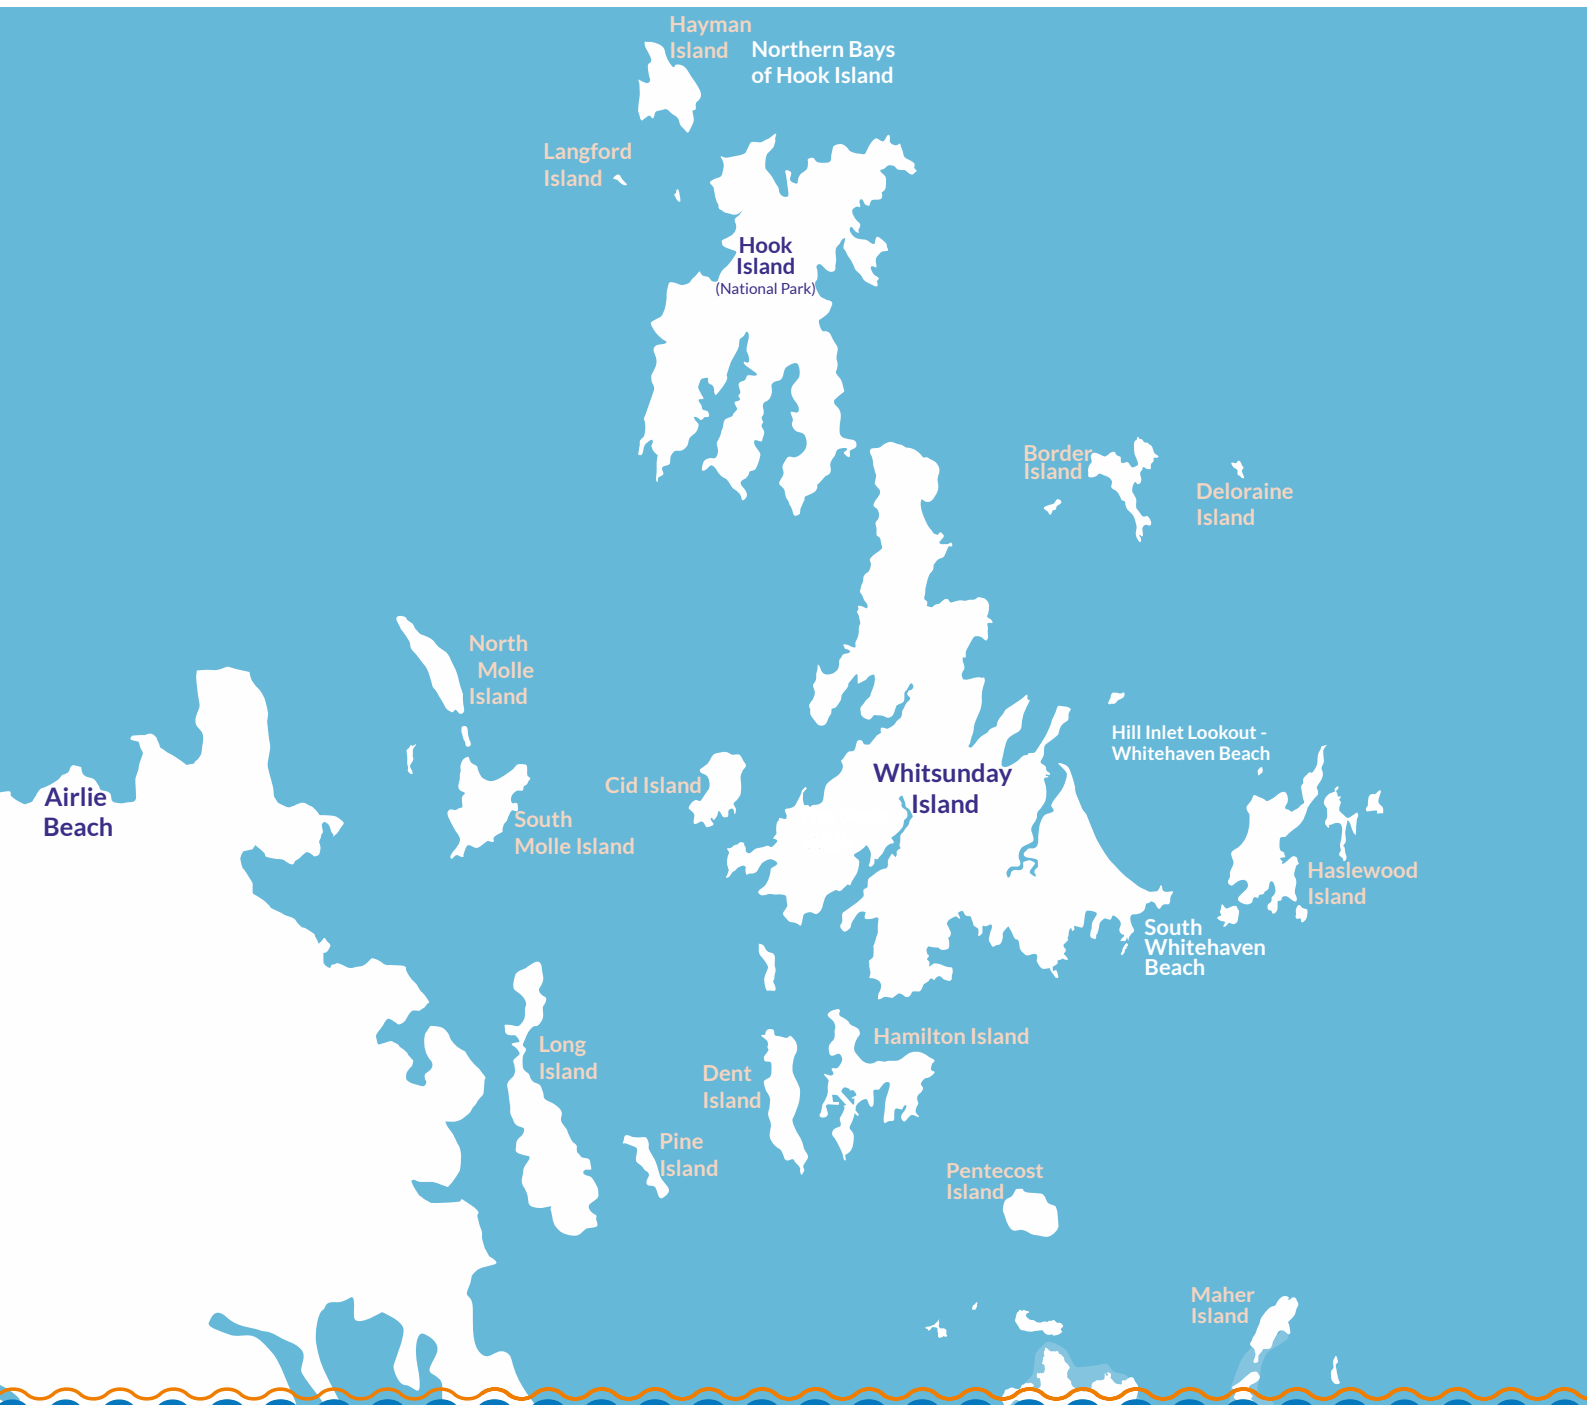 Hayman
Island
Northern Bays
of Hook Island
Langford
Island
Hook
Island
(National Park)
Border
Island
Deloraine
Island
North
Molle
Island
Hill Inlet Lookout -
Whitehaven Beach
Cid Island
Whitsunday
Island
Airlie
Beach
South
Molle Island
Haslewood
Island
South
Whitehaven
Beach
Long
Island
Hamilton Island
Dent
Island
Pine
Island
Pentecost
Island
Maher
Island